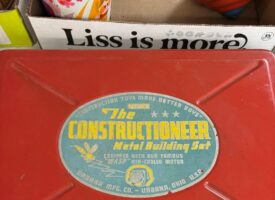 Liss is more
"CONSTRUCTION TOYS MAKE BETTER BOYS"
The
CONSTRUCTIONEER
Metal Building Set
EQUIPPED WITH OUR FAMOUS
"WASP" AIR-COOLED MOTOR
URBANA MFG. CO. - URBANA, OHIO U.S.A.